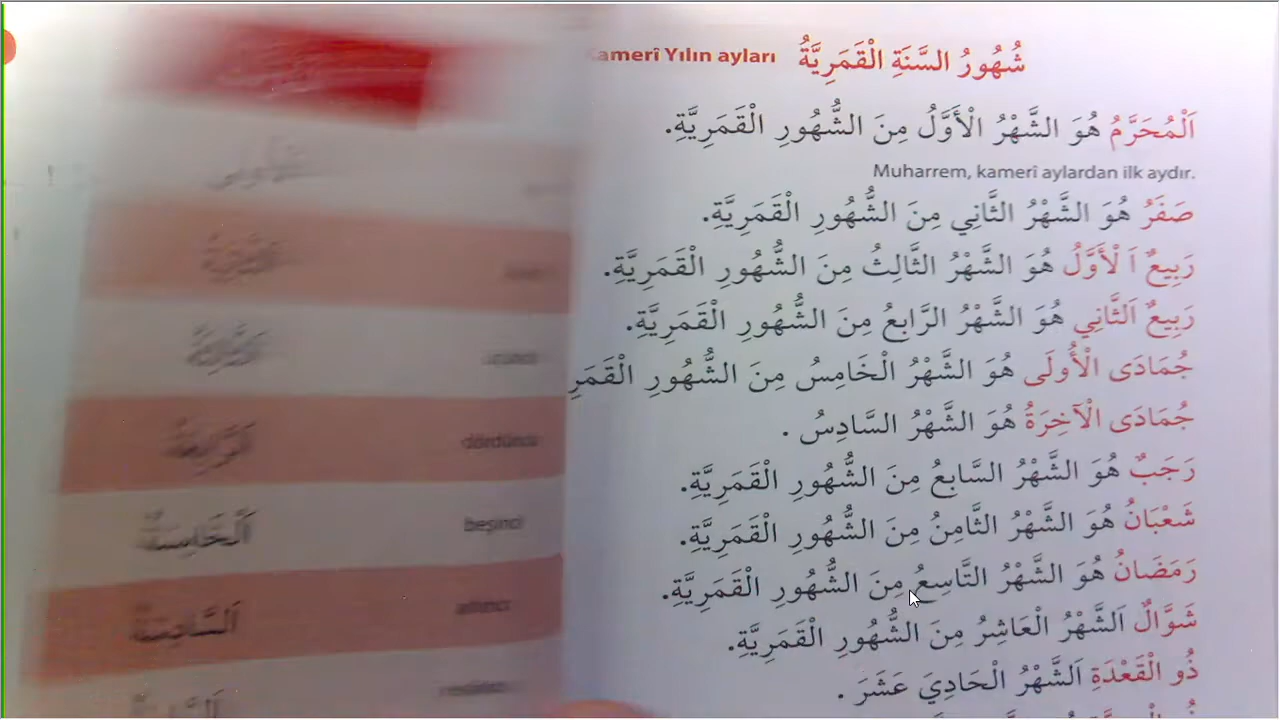 شُهُورُ السَّنَةِ الْقَمَرِيَّةُ Kamerî Yılın ayları
اَلْمُحَرَّمُ هُوَ الشَّهْرُ الْأَوَّلُ مِنَ الشُّهُورِ الْقَمَرِيَّةِ.
Muharrem, kamerî aylardan ilk aydır.
صَفَرُ هُوَ الشَّهْرُ الثَّانِي مِنَ الشُّهُورِ الْقَمَرِيَّةِ.
رَبِيعٌ اَ لْأَوَّلُ هُوَ الشَّهْرُ الثَّالِثُ مِنَ الشُّهُورِ الْقَمَرِيَّةِ.
رَبِيعٌ اَلثَّانِي هُوَ الشَّهْرُ الرَّابِعُ مِنَ الشُّهُورِ الْقَمَرِيَّةِ.
جُمَادَى الْأُولَى هُوَ الشَّهْرُ الْخَامِسُ مِنَ الشُّهُورِ الْقَمَرِ
جُمَادَى الْآخِرَةُ هُوَ الشَّهْرُ السَّادِسُ .
رَجَبٌ هُوَ الشَّهْرُ السَّابِعُ مِنَ الشُّهُورِ الْقَمَرِيَّةِ.
شَعْبَانُ هُوَ الشَّهْرُ الثَّامِنُ مِنَ الشُّهُورِ الْقَمَرِيَّةِ.
رَمَضَانُ هُوَ الشَّهْرُ التَّاسِعُ مِنَ الشُّهُورِ الْقَمَرِيَّةِ.
شَوَّالٌ اَلشَّهْرُ الْعَاشِرُ مِنَ الشُّهُورِ الْقَمَرِيَّةِ.
ذُو الْقَعْدَةِ اَلشَّهْرُ الْحَادِيَ عَشَرَ .
dördüncü
beşinci اَلْخَامِسَةُ
altıncı اَلسَّادِسَةُ